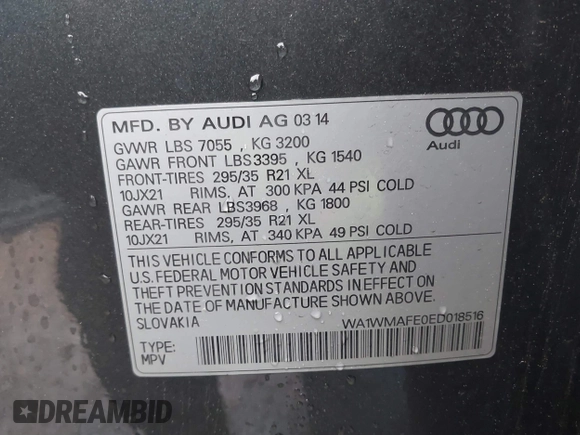 MFD. BY AUDI AG 03 14
GVWR LBS 7055 , KG 3200
GAWR FRONT LBS3395 , KG 1540
FRONT-TIRES 295/35 R21 XL
10JX21 RIMS, AT 300 KPA 44 PSI COLD
GAWR REAR LBS3968 , KG 1800
REAR-TIRES 295/35 R21 XL
10JX21 RIMS, AT 340 KPA 49 PSI COLD
Audi
THIS VEHICLE CONFORMS TO ALL APPLICABLE
U.S. FEDERAL MOTOR VEHICLE SAFETY AND
THEFT PREVENTION STANDARDS IN EFFECT ON
THE DATE OF MANUFACTURE SHOWN ABOVE
SLOVAKIA WA1WMAFE0ED018516
TYPE:
MPV
DREAMBID